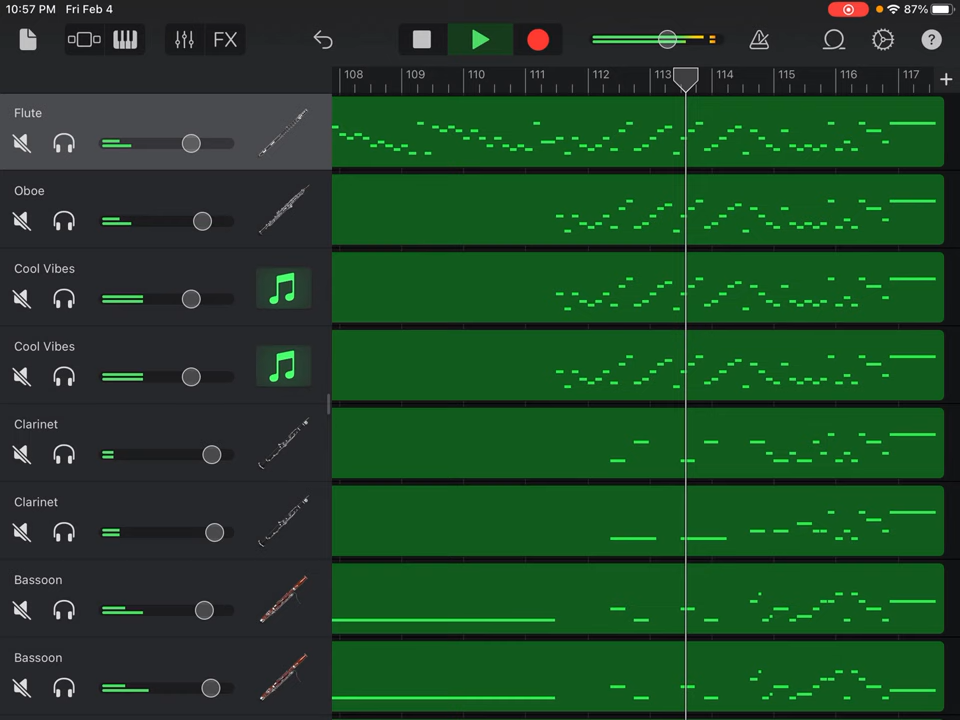 10:57 PM Fri Feb 4 87%
FX ?
108 109 110 111 112 113 114 115 116 117 +
Flute
Oboe
Cool Vibes
Cool Vibes
Clarinet
Clarinet
Bassoon
Bassoon